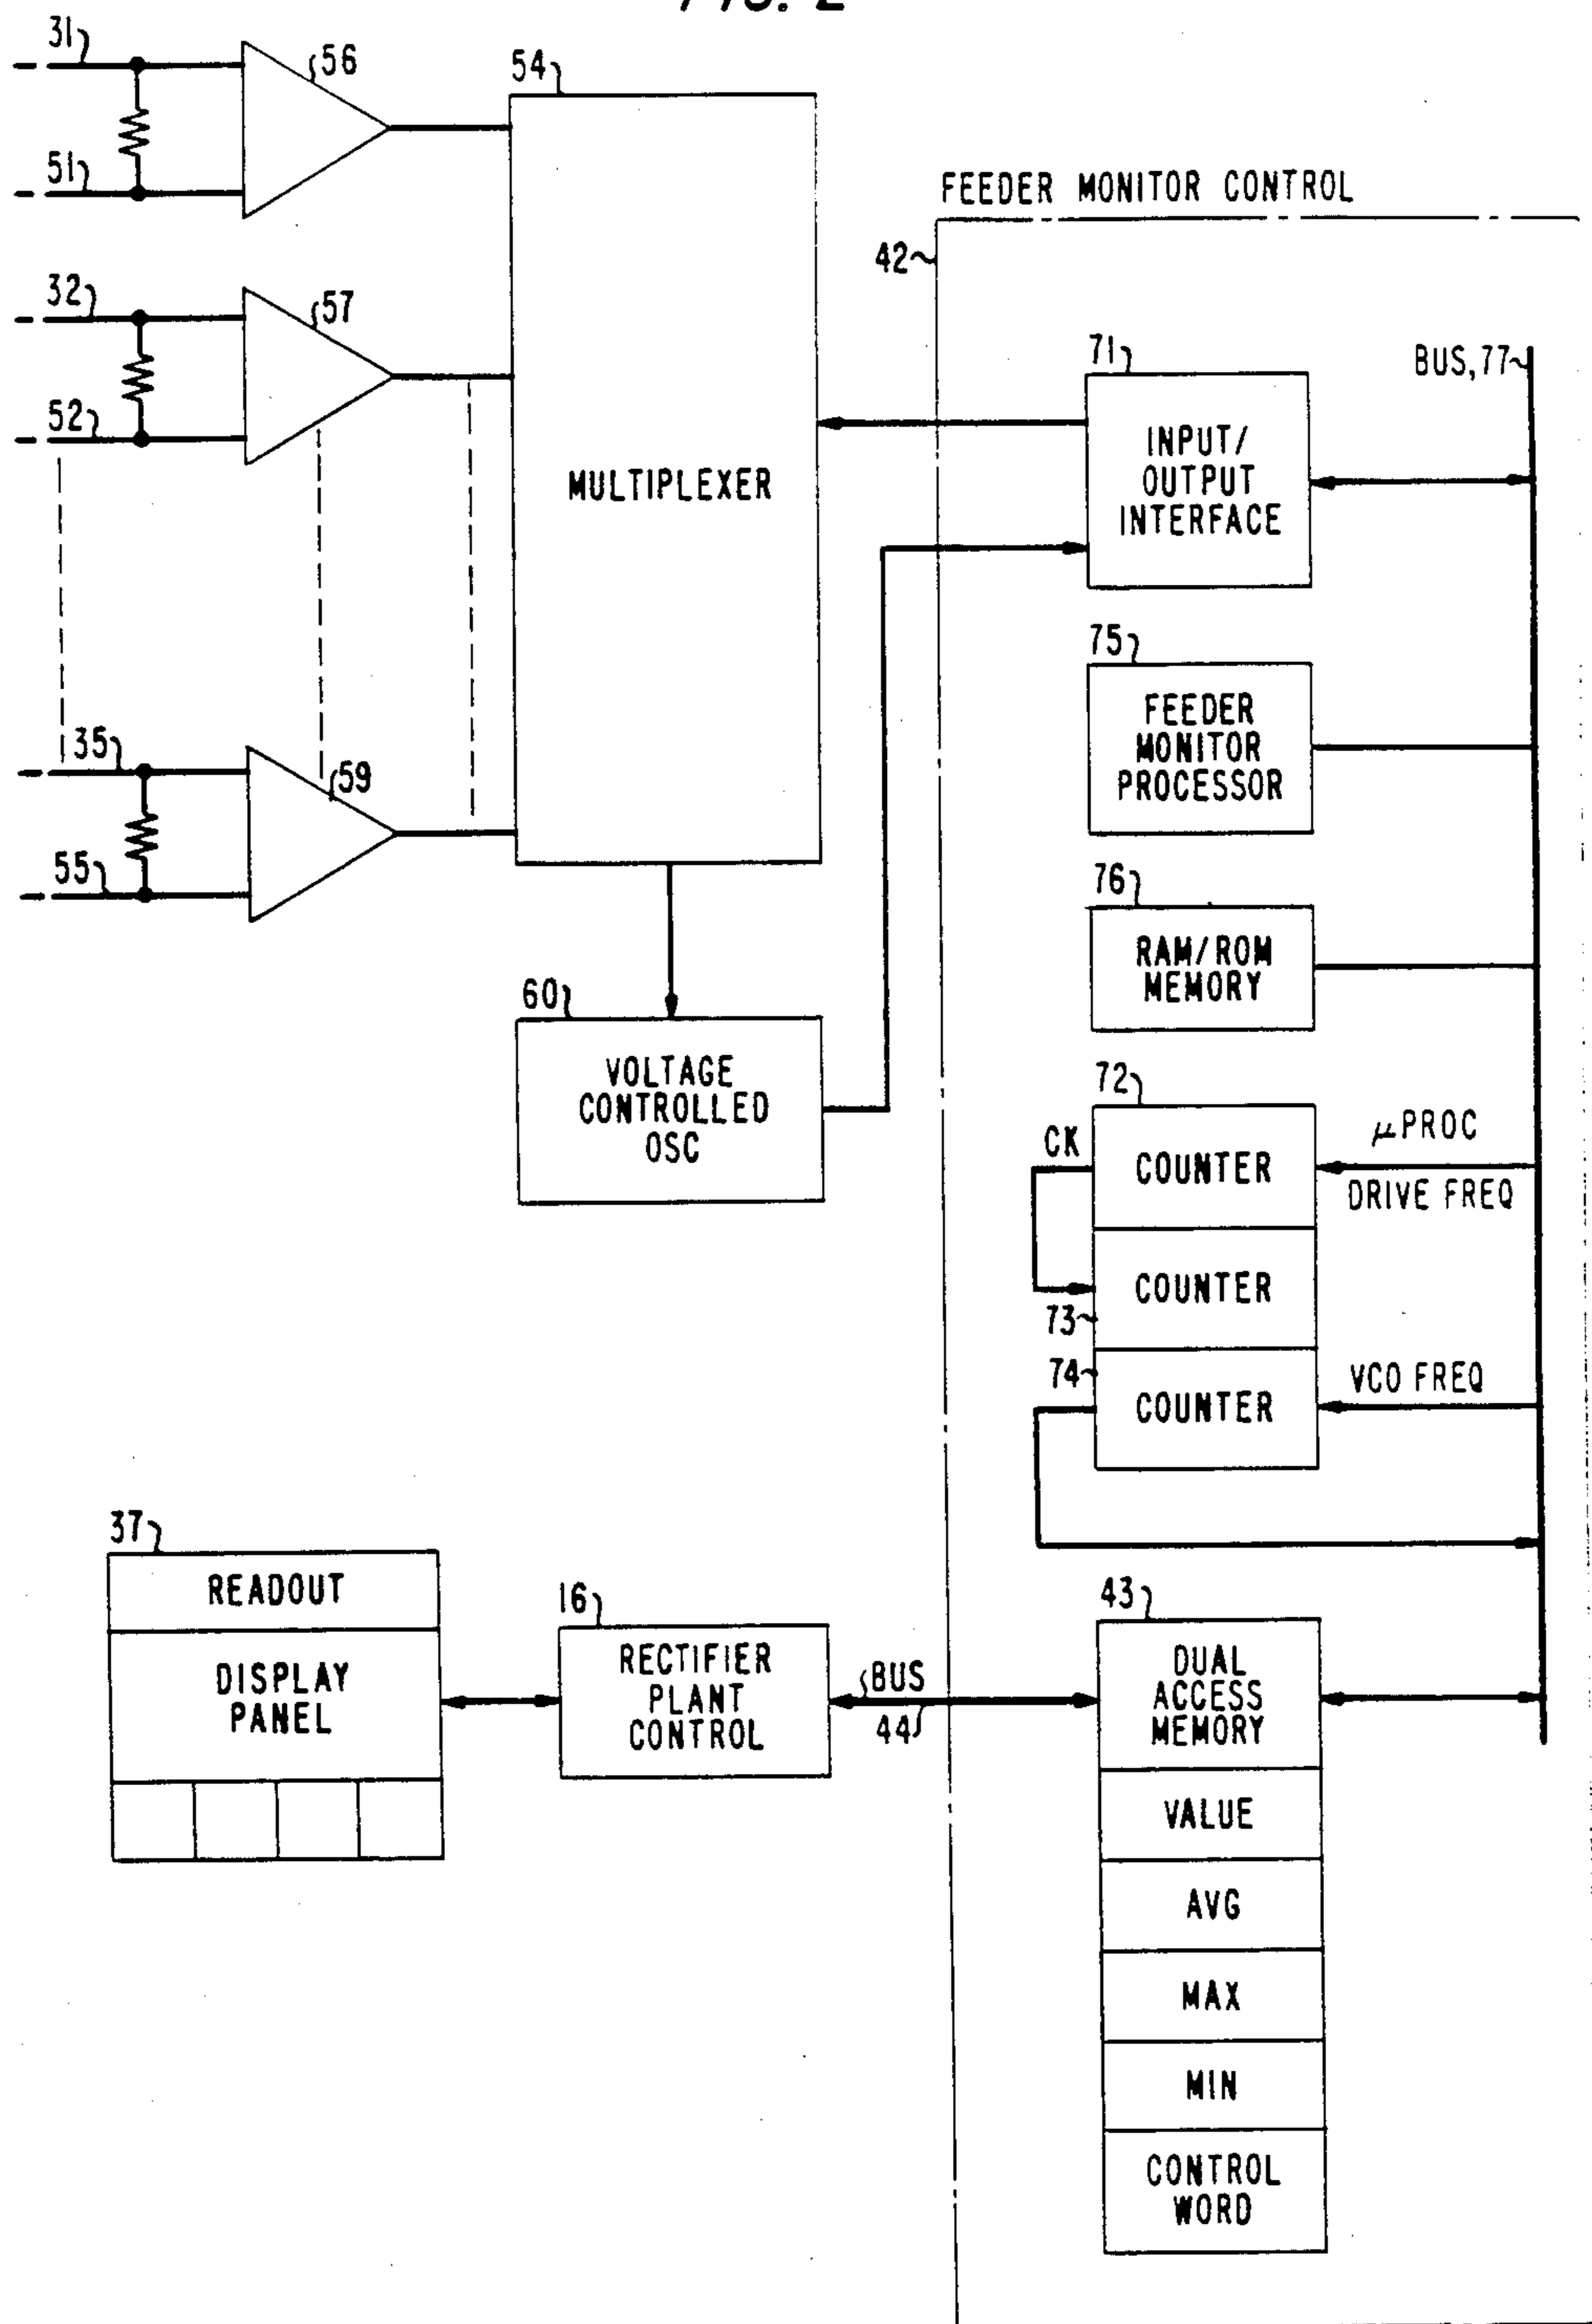 FIG. 2
31
56
54
51
FEEDER MONITOR CONTROL
42
32
57
71
BUS, 77
52
MULTIPLEXER
INPUT/
OUTPUT
INTERFACE
75
FEEDER
MONITOR
PROCESSOR
35
59
55
76
RAM/ROM
MEMORY
60
VOLTAGE
CONTROLLED
OSC
72
CK
COUNTER
μPROC
DRIVE FREQ
COUNTER
73
74
COUNTER
VCO FREQ
37
READOUT
DISPLAY
PANEL
16
RECTIFIER
PLANT
CONTROL
BUS
44
43
DUAL
ACCESS
MEMORY
VALUE
AVG
MAX
MIN
CONTROL
WORD